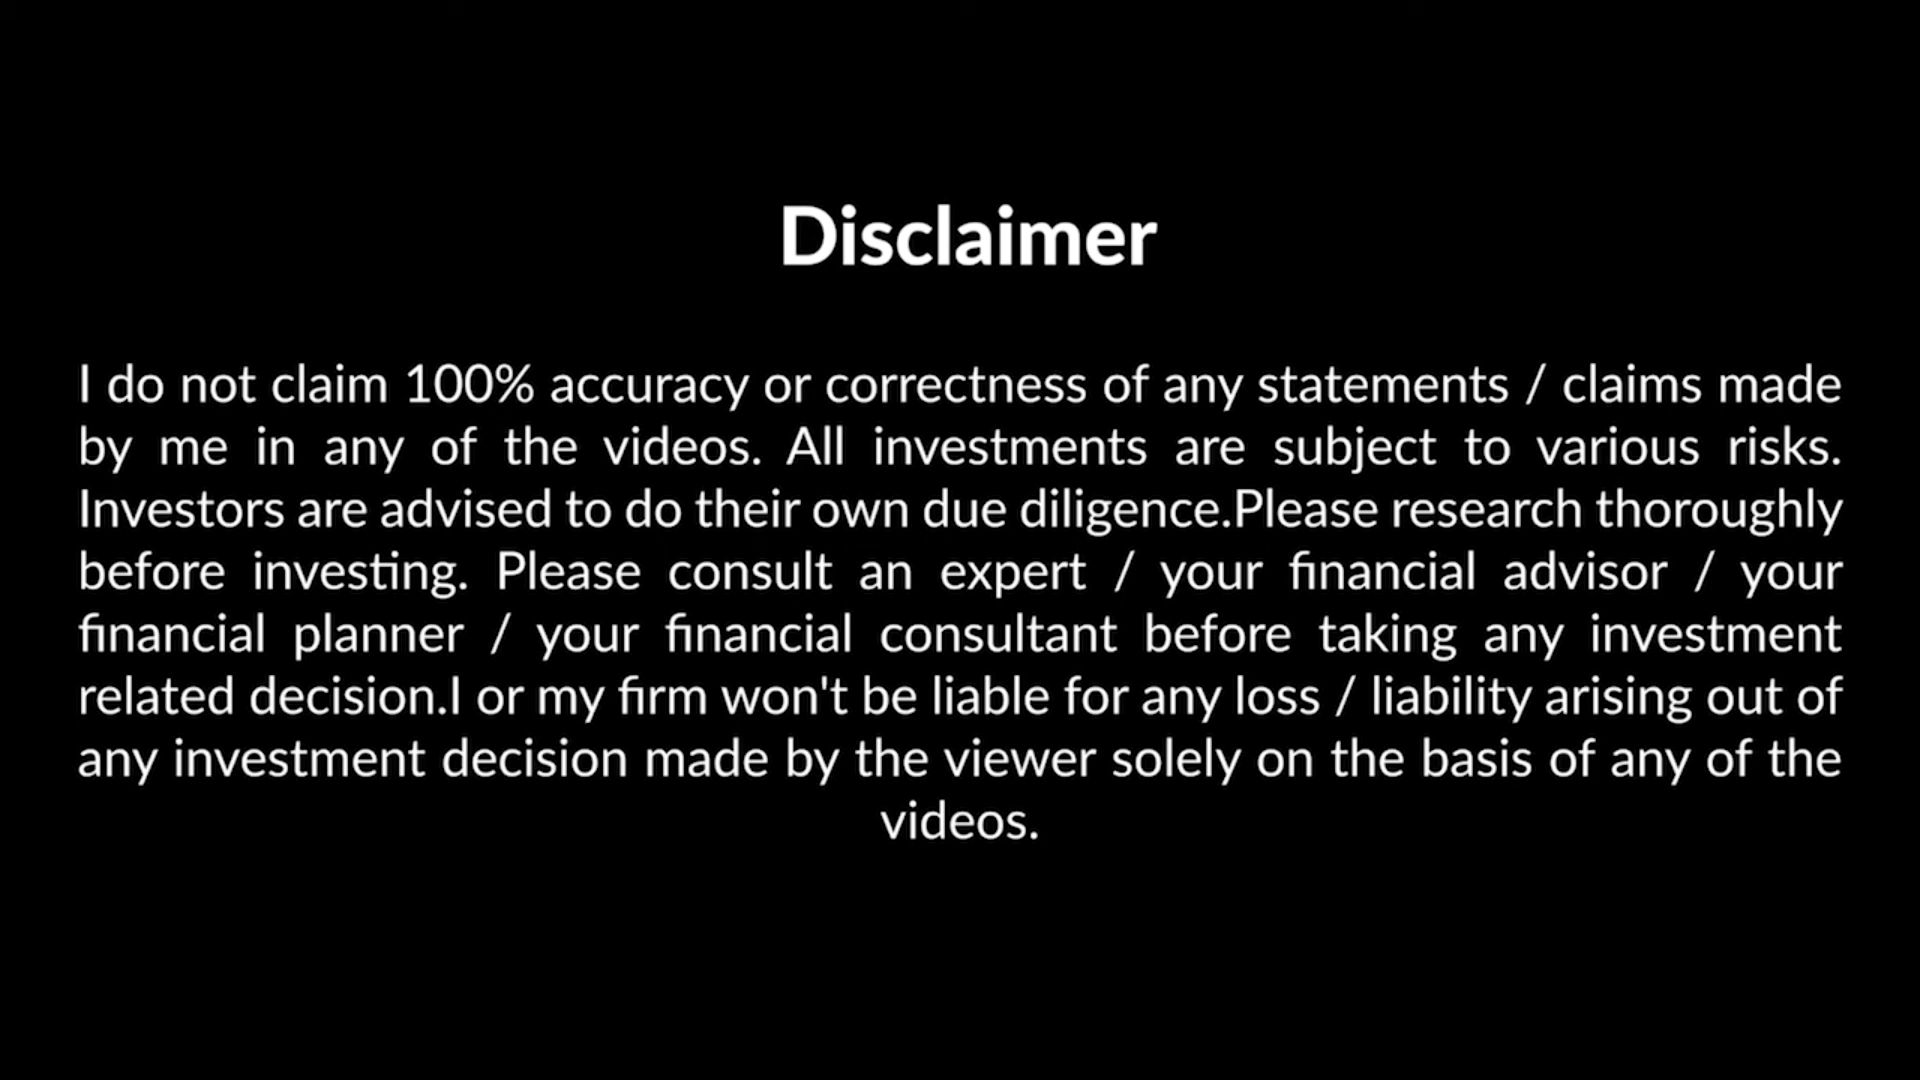 Disclaimer
I do not claim 100% accuracy or correctness of any statements / claims made
by me in any of the videos. All investments are subject to various risks.
Investors are advised to do their own due diligence.Please research thoroughly
before investing. Please consult an expert / your financial advisor / your
financial planner / your financial consultant before taking any investment
related decision.I or my firm won't be liable for any loss / liability arising out of
any investment decision made by the viewer solely on the basis of any of the
videos.